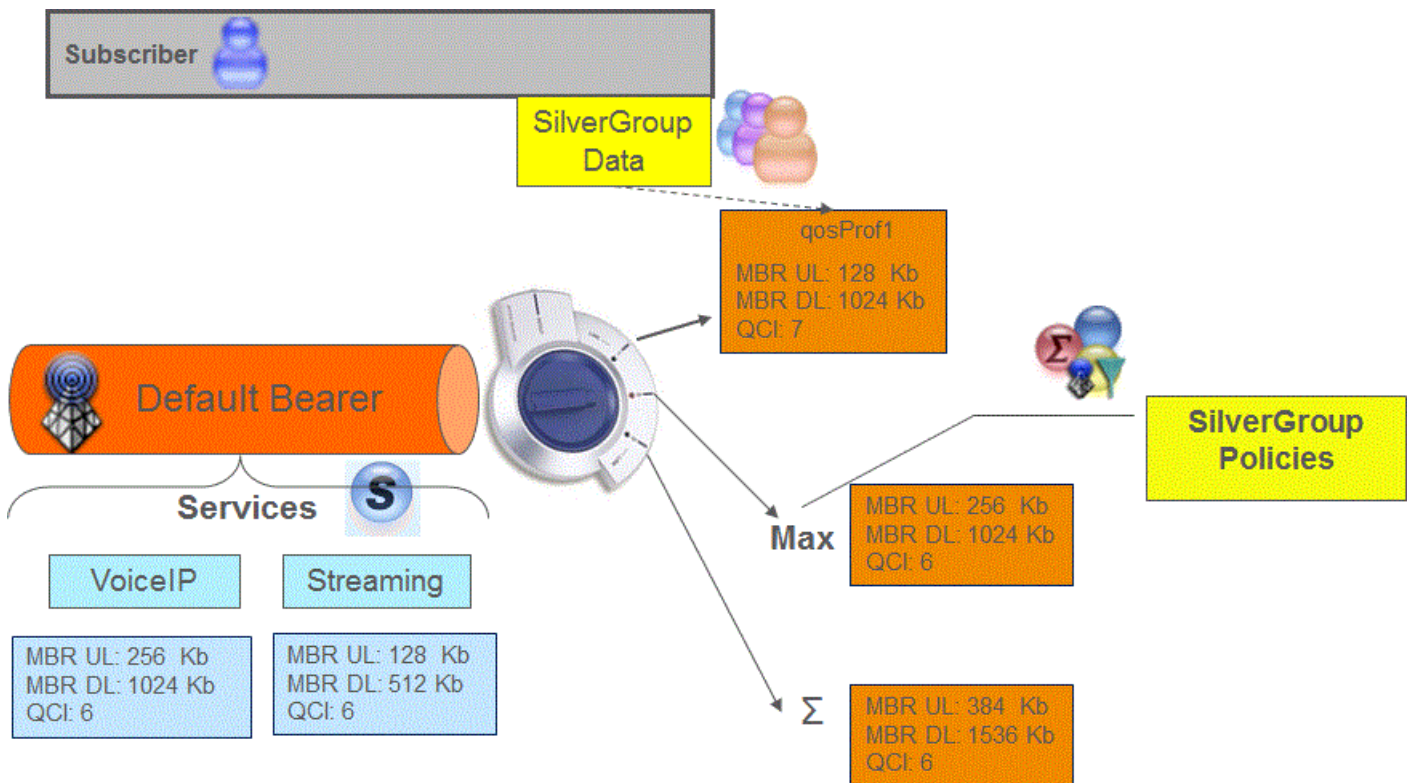 Subscriber
SilverGroup
Data
qosProf1
MBR UL: 128 Kb
MBR DL: 1024 Kb
QCI: 7
Default Bearer
SilverGroup
Policies
Services
S
Σ
Max
MBR UL: 256 Kb
MBR DL: 1024 Kb
QCI: 6
VoiceIP
Streaming
MBR UL: 256 Kb
MBR DL: 1024 Kb
QCI: 6
MBR UL: 128 Kb
MBR DL: 512 Kb
QCI: 6
Σ
MBR UL: 384 Kb
MBR DL: 1536 Kb
QCI: 6